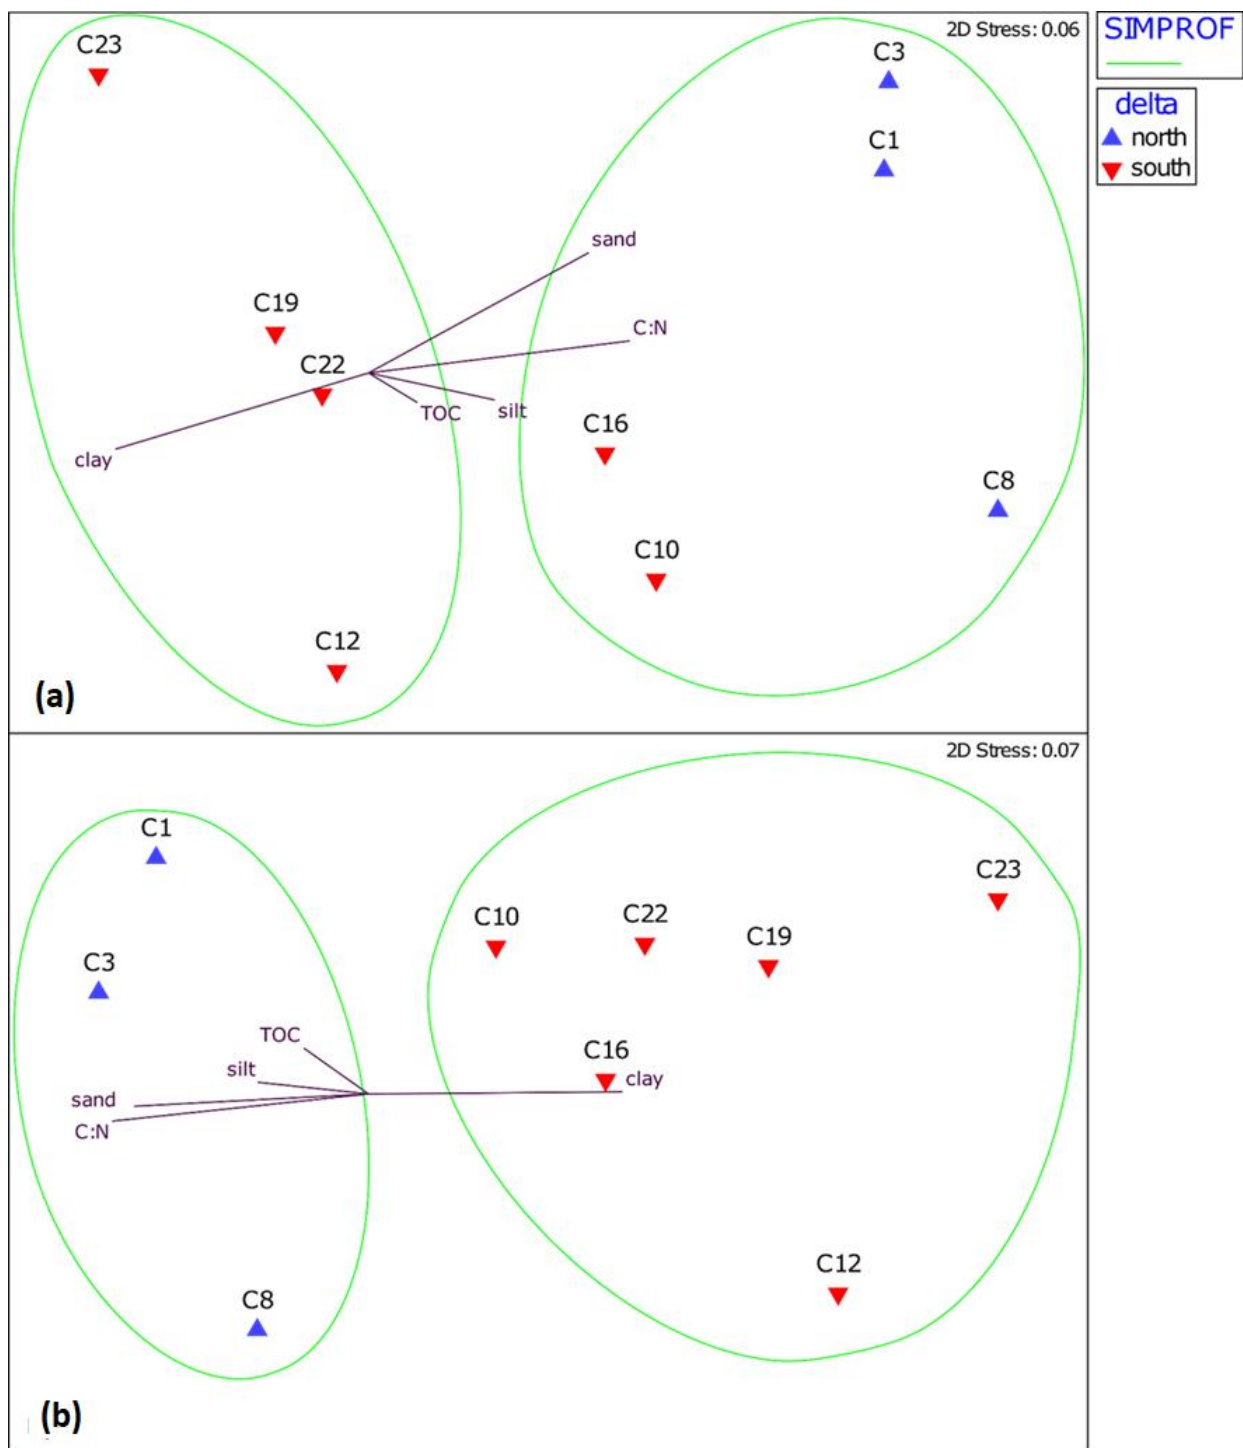 2D Stress: 0.06
SIMPROF
delta
north
south
C23
C3
C1
sand
C19
C:N
C22
TOC
silt
C16
clay
C8
C10
C12
(a)
2D Stress: 0.07
C1
C23
C10
C22
C19
C3
TOC
C16
silt
clay
sand
C:N
C12
C8
(b)